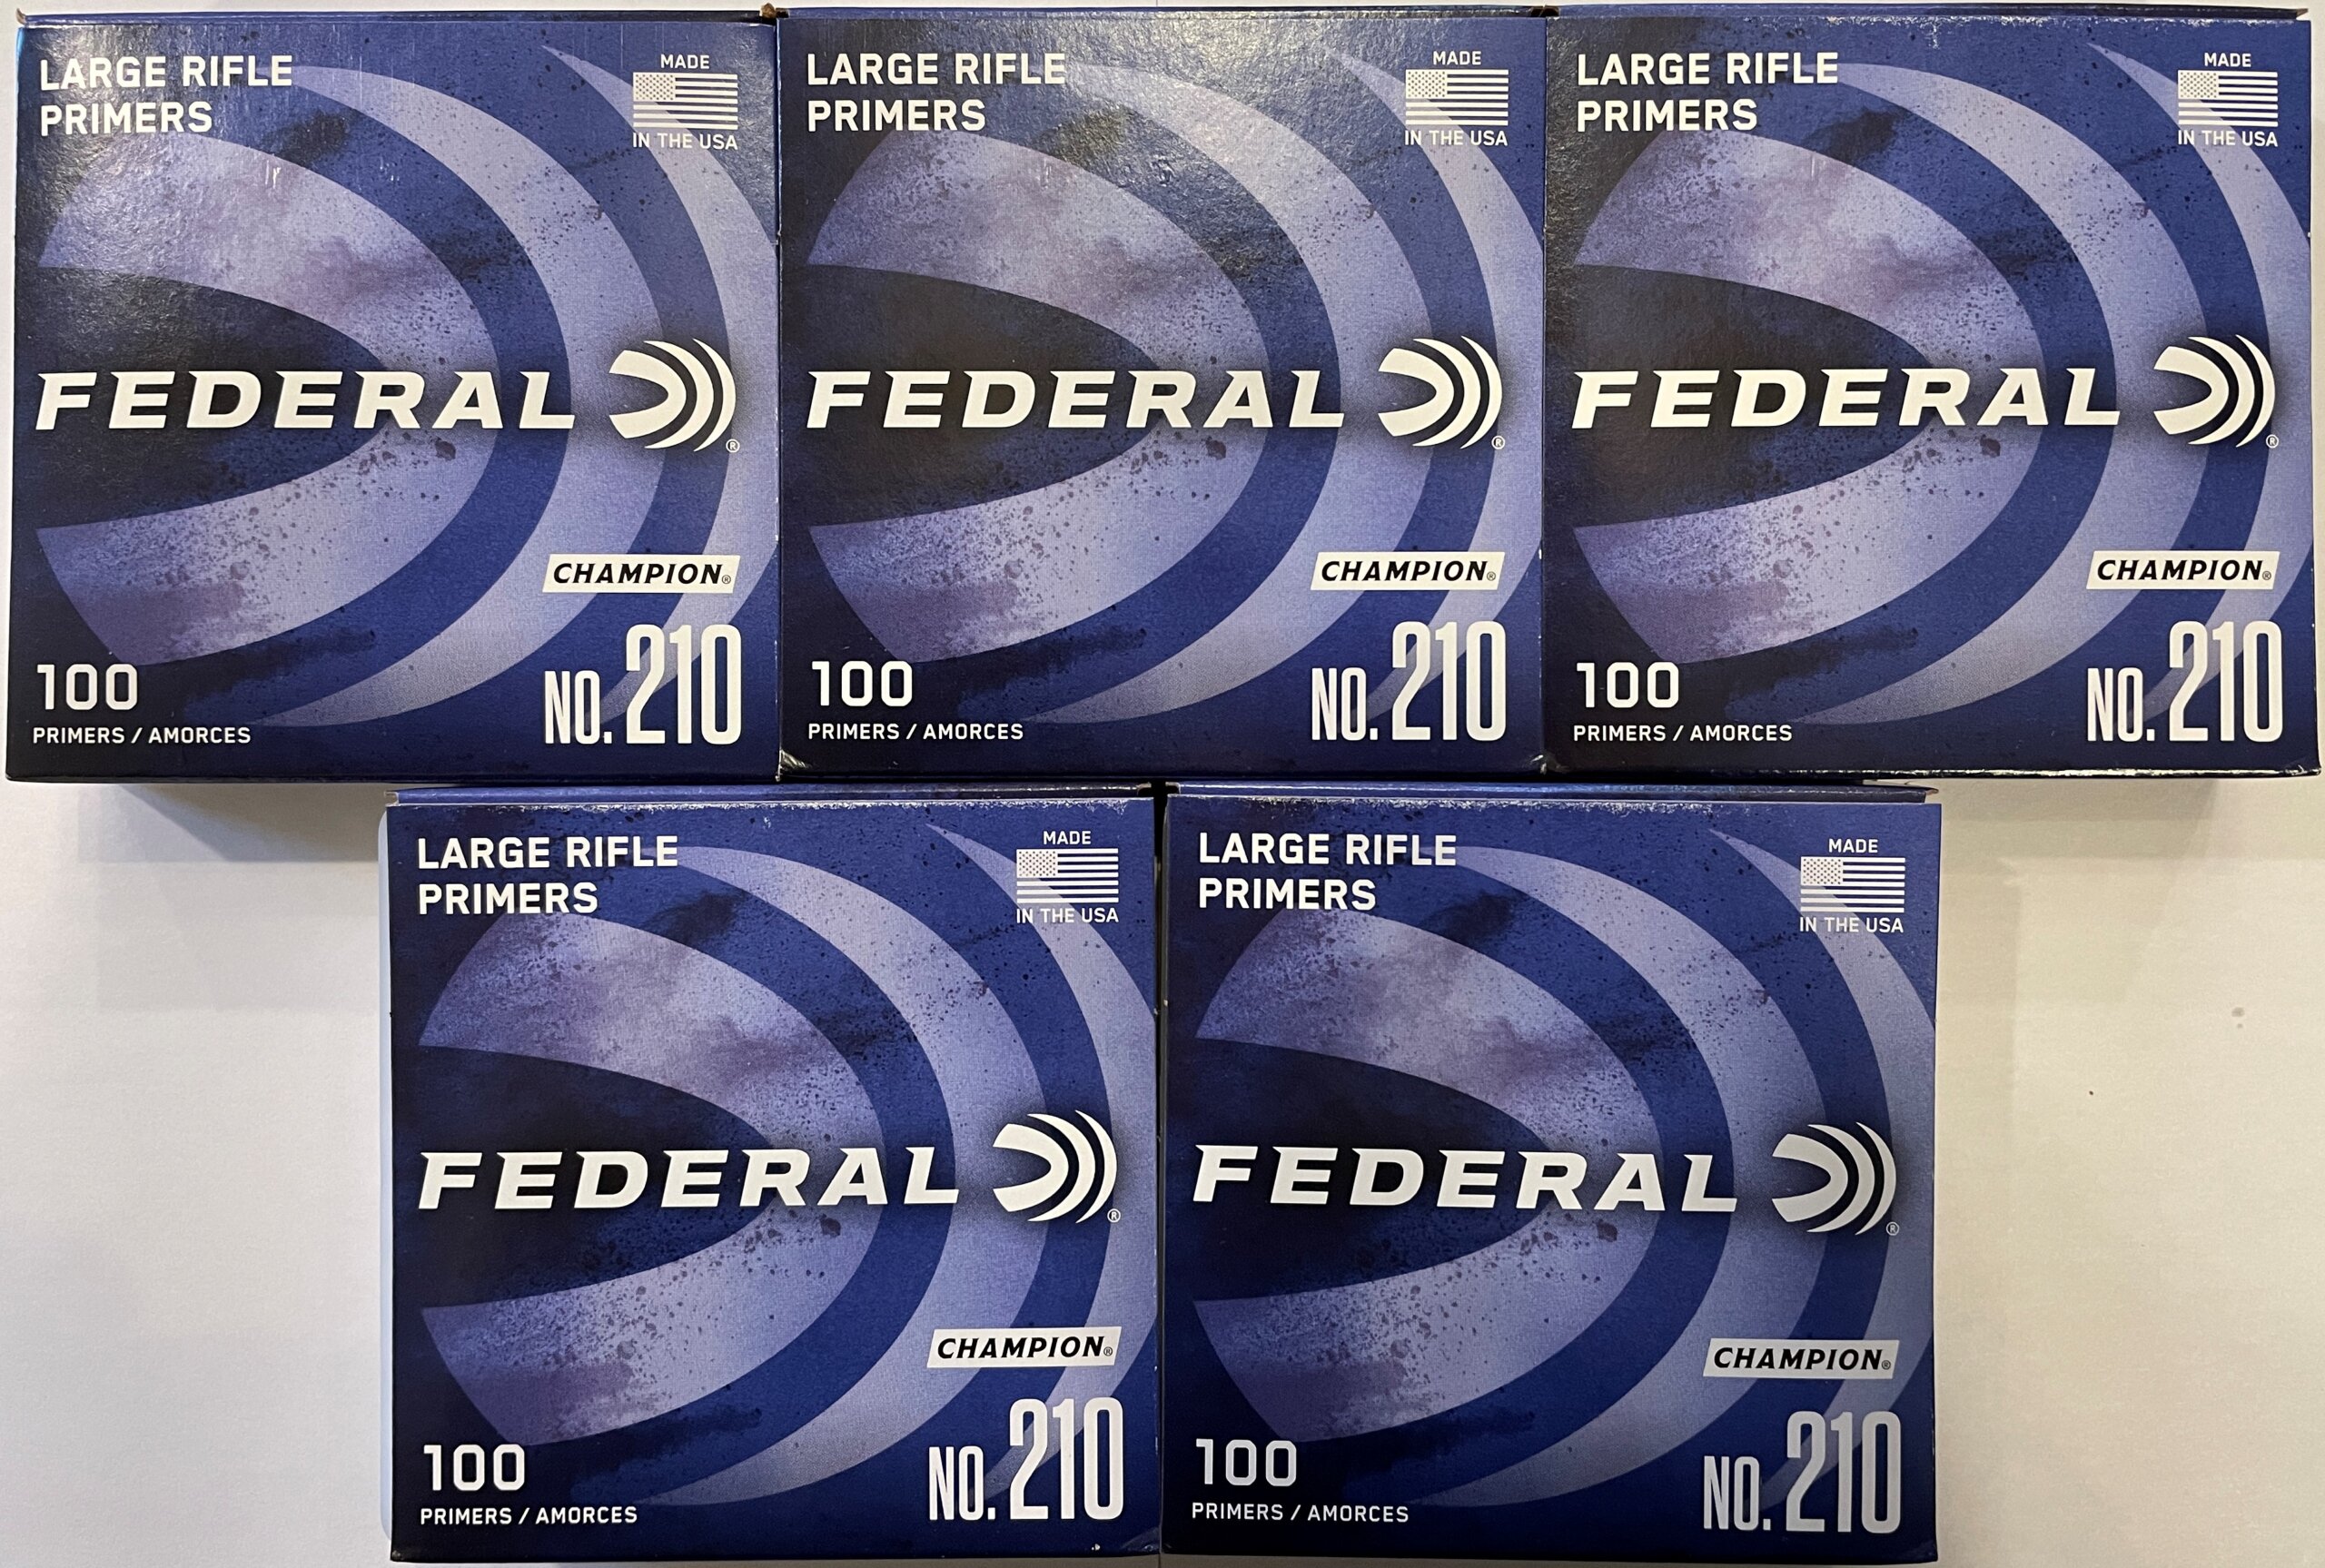 LARGE RIFLE
PRIMERS
MADE
IN THE USA
FEDERAL
®
CHAMPION®
100
PRIMERS / AMORCES
NO. 210
LARGE RIFLE
PRIMERS
MADE
IN THE USA
FEDERAL
®
CHAMPION®
100
PRIMERS / AMORCES
NO. 210
LARGE RIFLE
PRIMERS
MADE
IN THE USA
FEDERAL
®
CHAMPION®
100
PRIMERS / AMORCES
NO. 210
LARGE RIFLE
PRIMERS
MADE
IN THE USA
FEDERAL
®
CHAMPION®
100
PRIMERS / AMORCES
NO. 210
LARGE RIFLE
PRIMERS
MADE
IN THE USA
FEDERAL
®
CHAMPION®
100
PRIMERS / AMORCES
NO. 210